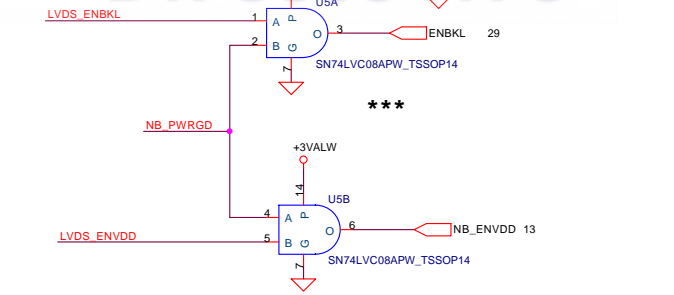 U5A
LVDS_ENBKL
1
A
P
2
B
G
O
3
ENBKL 29
7
SN74LVC08APW_TSSOP14
***
NB_PWRGD
+3VALW
14
U5B
4
A
P
LVDS_ENVDD
5
B
G
O
6
NB_ENVDD 13
7
SN74LVC08APW_TSSOP14